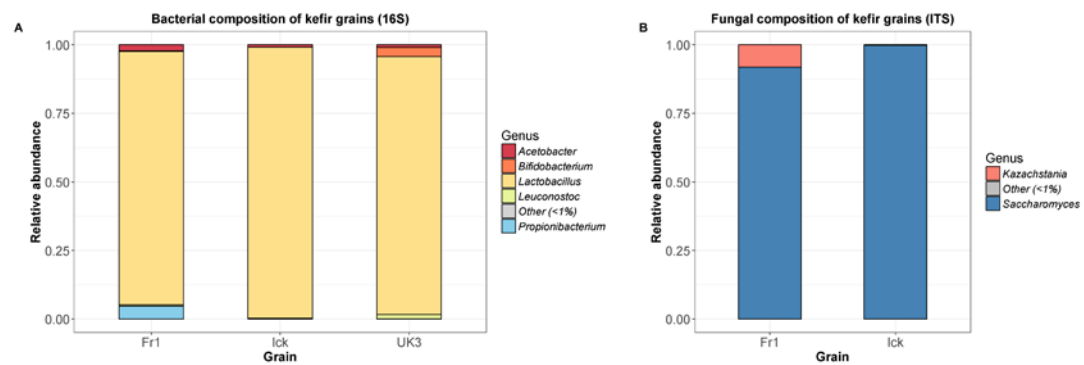 A
Bacterial composition of kefir grains (16S)
Relative abundance
1.00
0.75
0.50
0.25
0.00
Fr1
Ick
UK3
Grain
Genus
Acetobacter
Bifidobacterium
Lactobacillus
Leuconostoc
Other (<1%)
Propionibacterium
B
Fungal composition of kefir grains (ITS)
Relative abundance
1.00
0.75
0.50
0.25
0.00
Fr1
Ick
Grain
Genus
Kazachstania
Other (<1%)
Saccharomyces